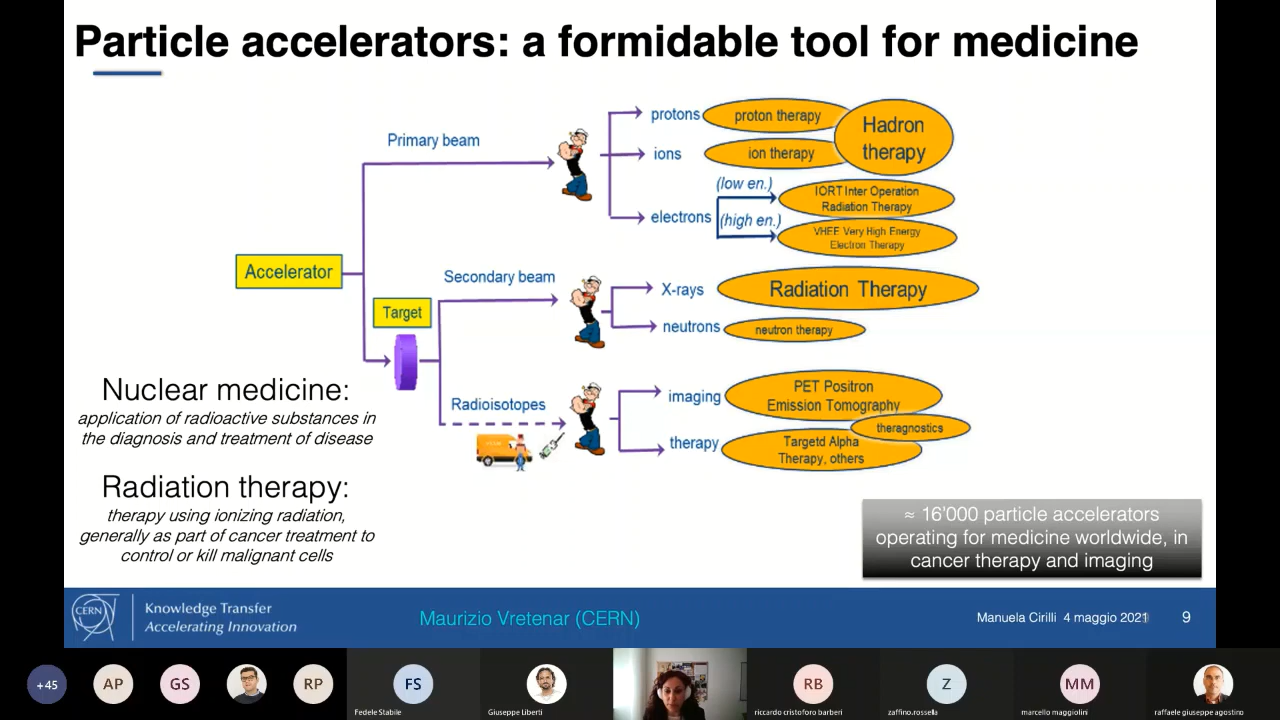 Particle accelerators: a formidable tool for medicine
Primary beam
protons
proton therapy
Hadron
therapy
ions
ion therapy
electrons
(low en.)
IORT Inter Operation
Radiation Therapy
(high en.)
VHEE Very High Energy
Electron Therapy
Accelerator
Target
Secondary beam
X-rays
Radiation Therapy
neutrons
neutron therapy
Radioisotopes
imaging
PET Positron
Emission Tomography
theragnostics
therapy
Targetd Alpha
Therapy, others
Nuclear medicine:
application of radioactive substances in
the diagnosis and treatment of disease
Radiation therapy:
therapy using ionizing radiation,
generally as part of cancer treatment to
control or kill malignant cells
≈ 16'000 particle accelerators
operating for medicine worldwide, in
cancer therapy and imaging
CERN
Knowledge Transfer
Accelerating Innovation
Maurizio Vretenar (CERN)
Manuela Cirilli 4 maggio 2021
9
+45
AP
GS
RP
FS
Fedele Stabile
Giuseppe Liberti
RB
riccardo cristoforo barberi
Z
zaffino.rossella
MM
marcello maggiolini
raffaele giuseppe agostino